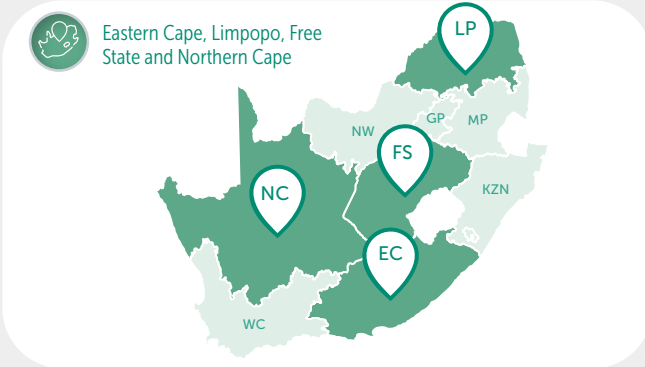 Eastern Cape, Limpopo, Free
State and Northern Cape
LP
NW
GP
MP
FS
NC
KZN
EC
WC